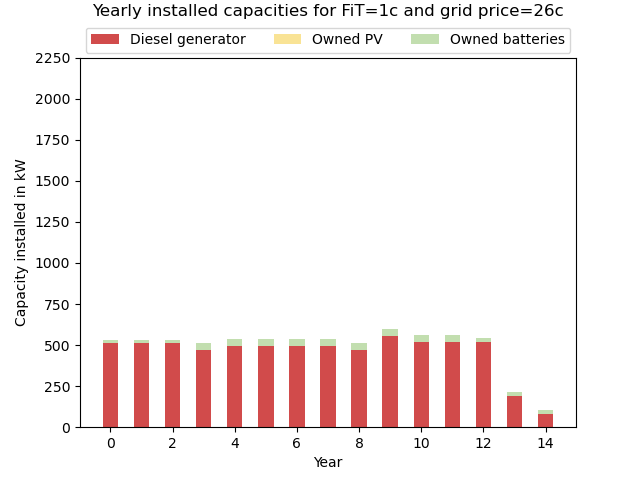 Yearly installed capacities for FiT=1c and grid price=26c
Diesel generator Owned PV Owned batteries
2250
2000
1750
1500
1250
1000
750
500
250
0
Capacity installed in kW
0 2 4 6 8 10 12 14
Year